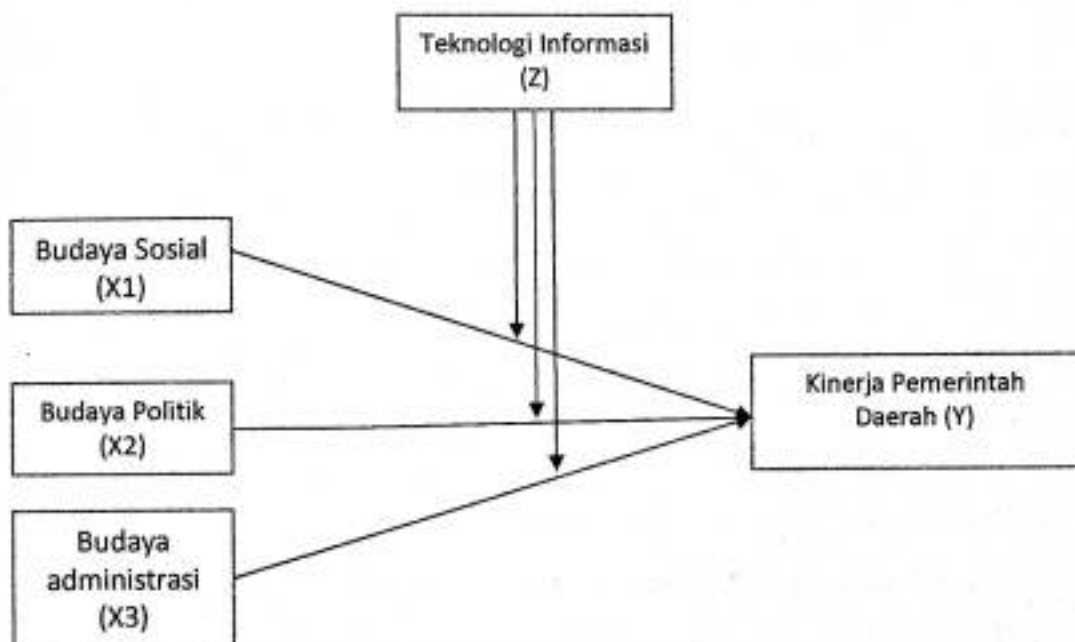 Teknologi Informasi
(Z)
Budaya Sosial
(X1)
Budaya Politik
(X2)
Budaya
administrasi
(X3)
Kinerja Pemerintah
Daerah (Y)